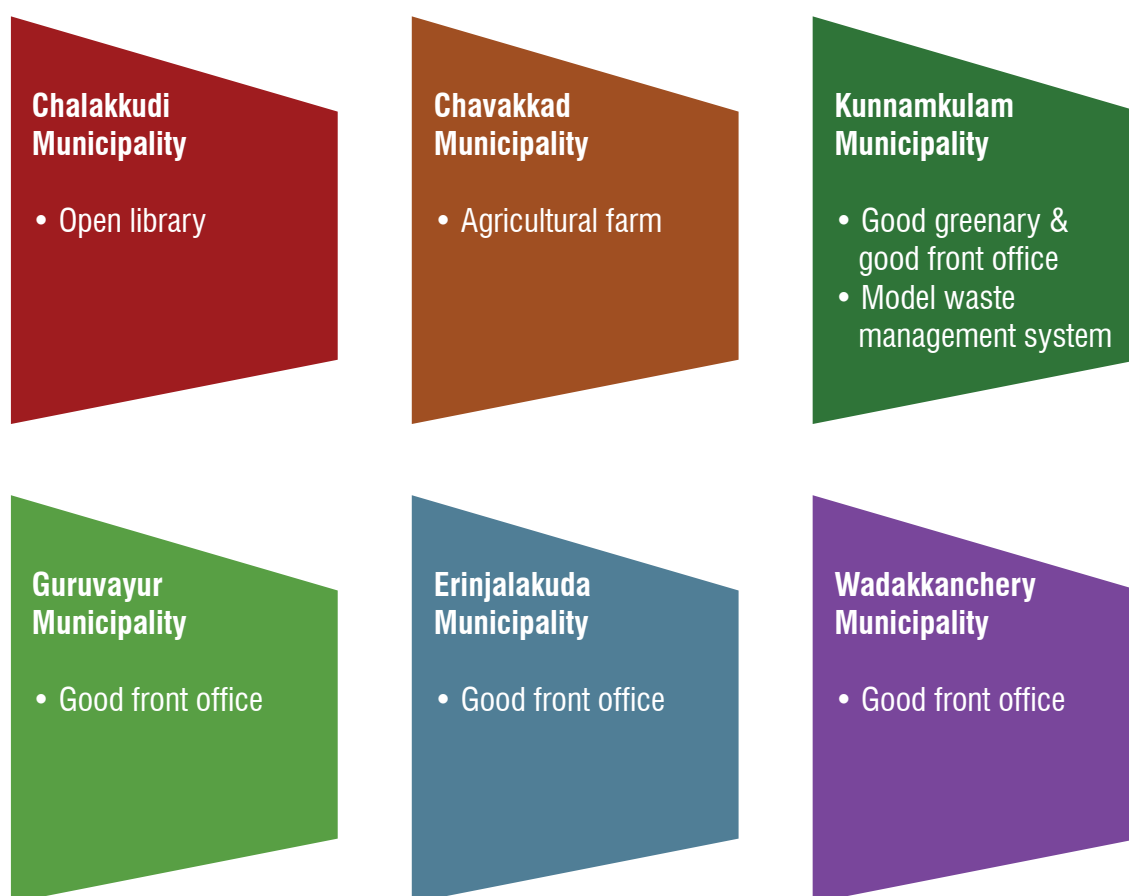 Chalakkudi
Municipality
• Open library
Chavakkad
Municipality
• Agricultural farm
Kunnamkulam
Municipality
• Good greenary &
good front office
• Model waste
management system
Guruvayur
Municipality
• Good front office
Erinjalakuda
Municipality
• Good front office
Wadakkanchery
Municipality
• Good front office